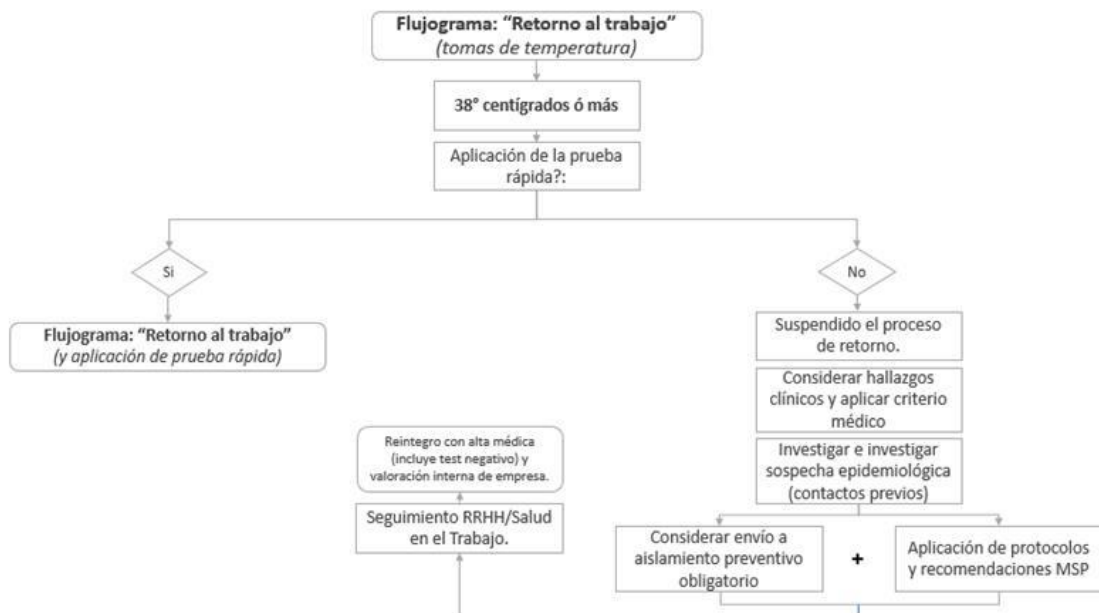 Flujograma: “Retorno al trabajo”
(tomas de temperatura)
38° centígrados ó más
Aplicación de la prueba
rápida?:
Si
No
Flujograma: “Retorno al trabajo”
(y aplicación de prueba rápida)
Suspendido el proceso
de retorno.
Considerar hallazgos
clínicos y aplicar criterio
médico
Investigar e investigar
sospecha epidemiológica
(contactos previos)
Reintegro con alta médica
(incluye test negativo) y
valoración interna de empresa.
Seguimiento RRHH/Salud
en el Trabajo.
Considerar envío a
aislamiento preventivo
obligatorio
+
Aplicación de protocolos
y recomendaciones MSP